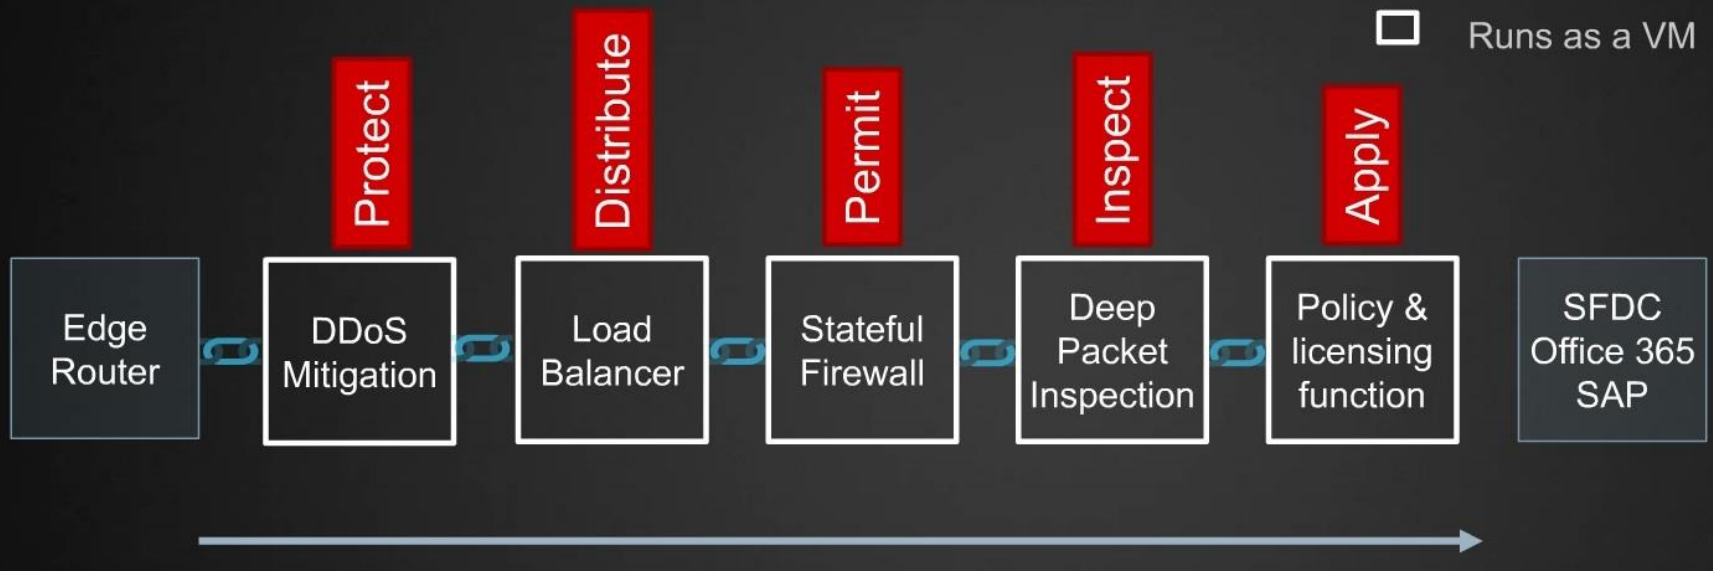 Runs as a VM
Protect
Distribute
Permit
Inspect
Apply
Edge
Router
DDoS
Mitigation
Load
Balancer
Stateful
Firewall
Deep
Packet
Inspection
Policy &
licensing
function
SFDC
Office 365
SAP